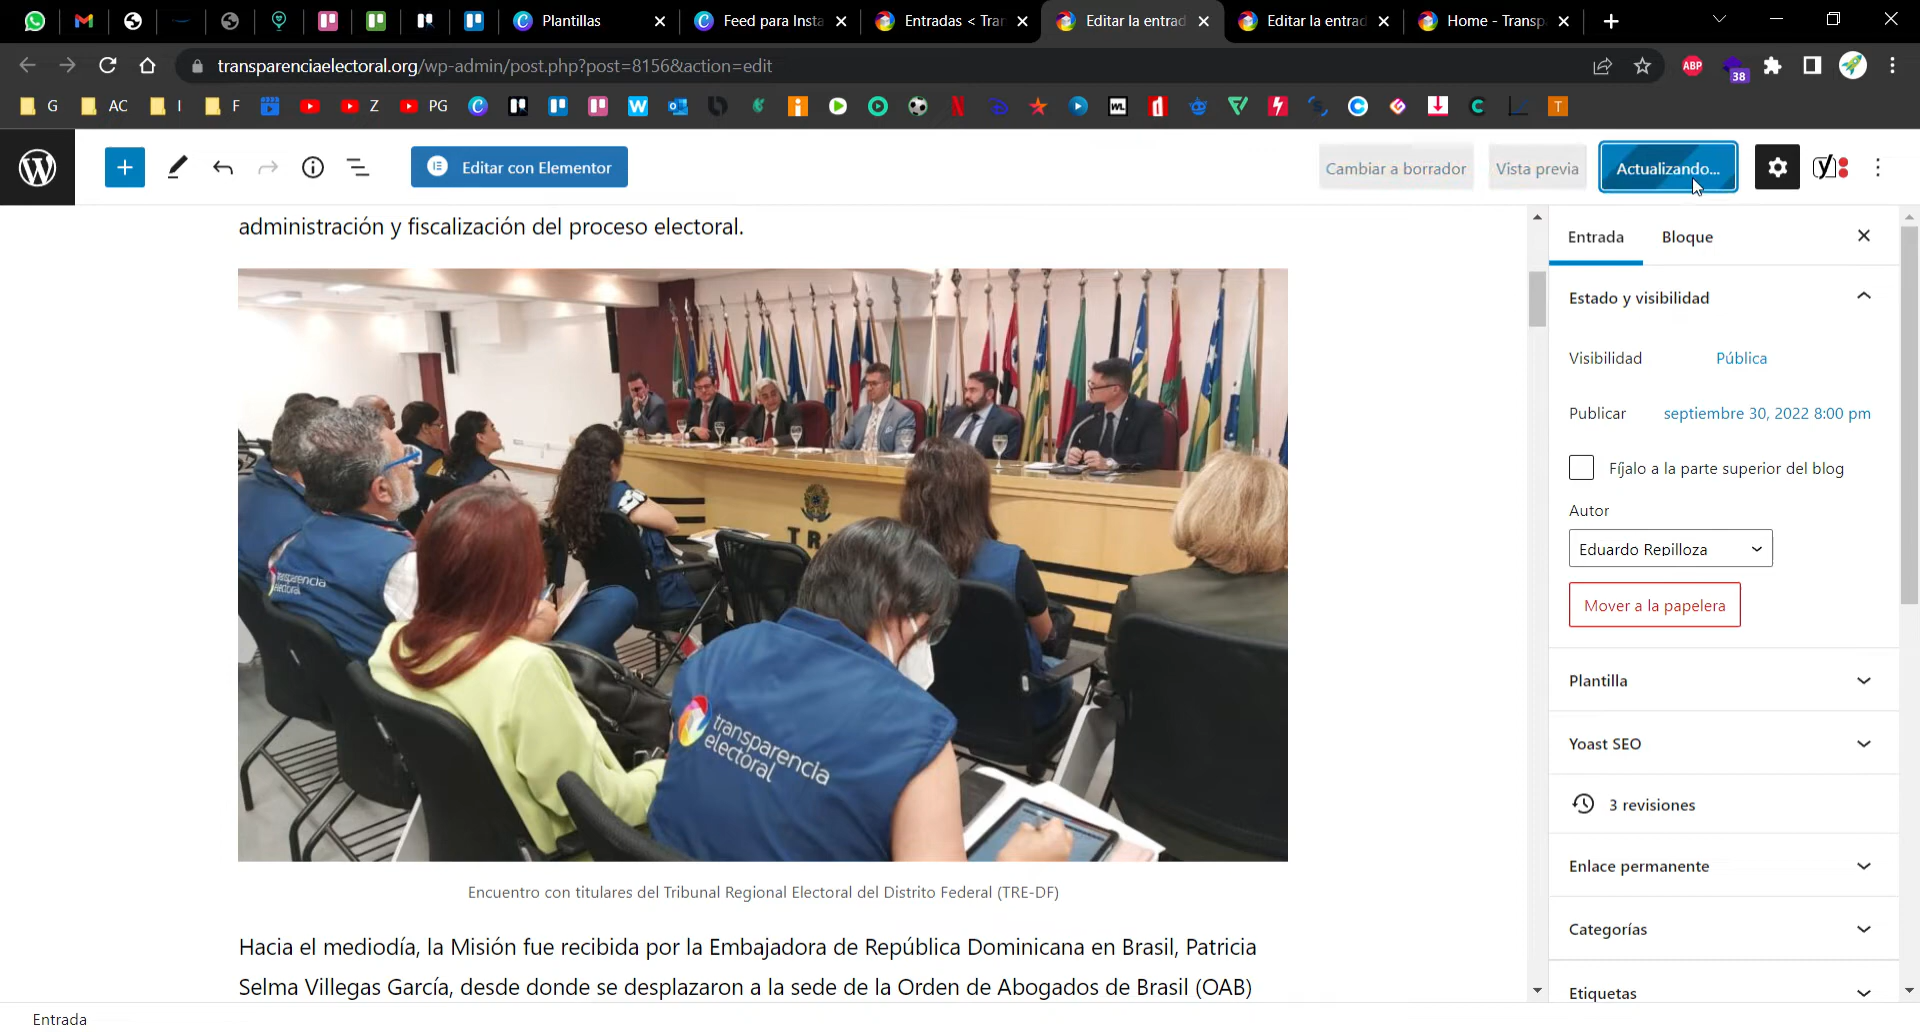 Plantillas
Feed para Insta
Entradas < Tran
Editar la entrad
Editar la entrad
Home - Transp
transparenciaelectoral.org/wp-admin/post.php?post=8156&action=edit
ABP
38
G
AC
I
F
Z
PG
Editar con Elementor
Cambiar a borrador
Vista previa
Actualizando...
administración y fiscalización del proceso electoral.
transparencia
electoral
transparencia
electoral
Encuentro con titulares del Tribunal Regional Electoral del Distrito Federal (TRE-DF)
Hacia el mediodía, la Misión fue recibida por la Embajadora de República Dominicana en Brasil, Patricia
Selma Villegas García, desde donde se desplazaron a la sede de la Orden de Abogados de Brasil (OAB)
Entrada
Bloque
Estado y visibilidad
Visibilidad
Pública
Publicar
septiembre 30, 2022 8:00 pm
Fíjalo a la parte superior del blog
Autor
Eduardo Repilloza
Mover a la papelera
Plantilla
Yoast SEO
3 revisiones
Enlace permanente
Categorías
Etiquetas
Entrada